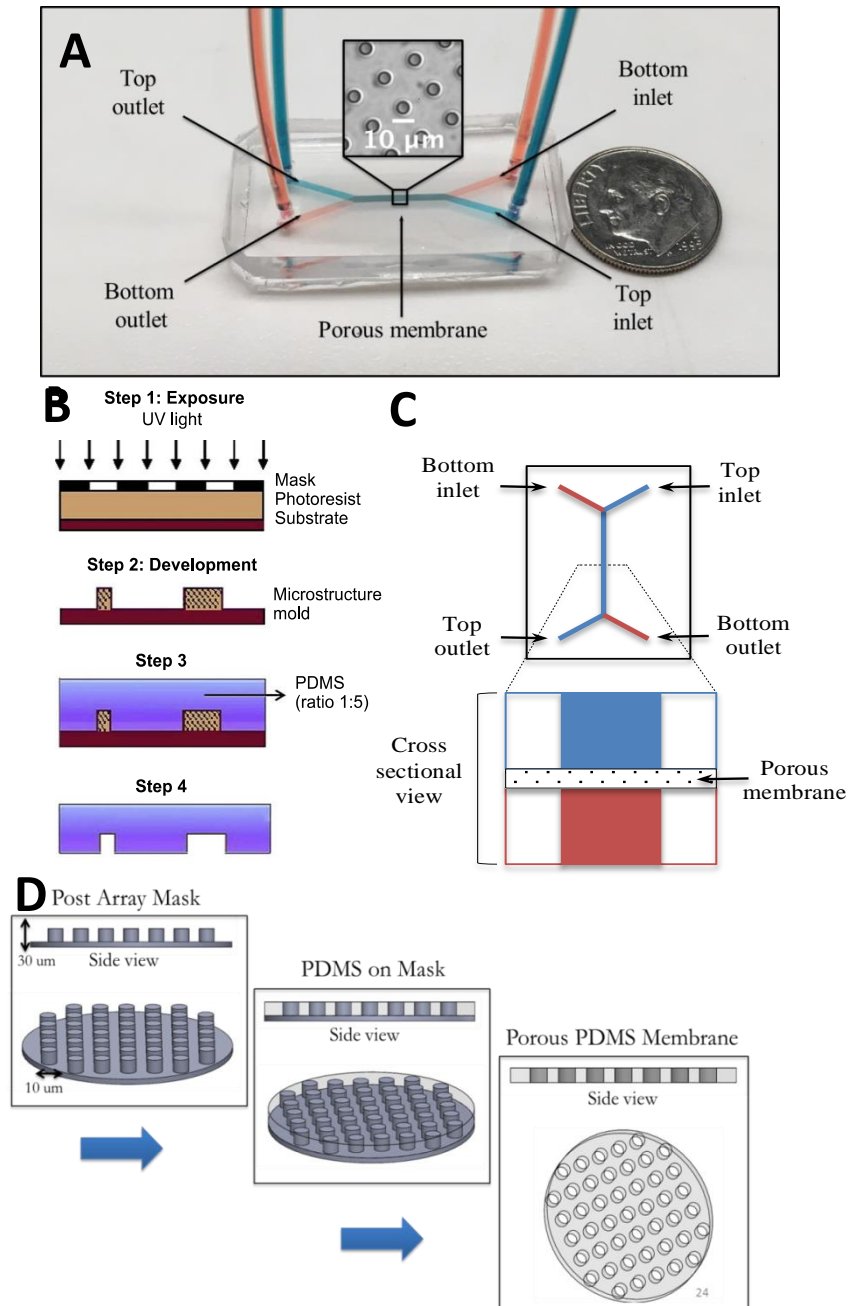 A
Top
outlet
Bottom
inlet
10 μm
LIBERTY
1995
Bottom
outlet
Porous membrane
Top
inlet
B
Step 1: Exposure
UV light
Mask
Photoresist
Substrate
Step 2: Development
Microstructure
mold
Step 3
PDMS
(ratio 1:5)
Step 4
C
Bottom
inlet
Top
inlet
Top
outlet
Bottom
outlet
Cross
sectional
view
Porous
membrane
D
Post Array Mask
30 um
Side view
10 um
PDMS on Mask
Side view
Porous PDMS Membrane
Side view
24